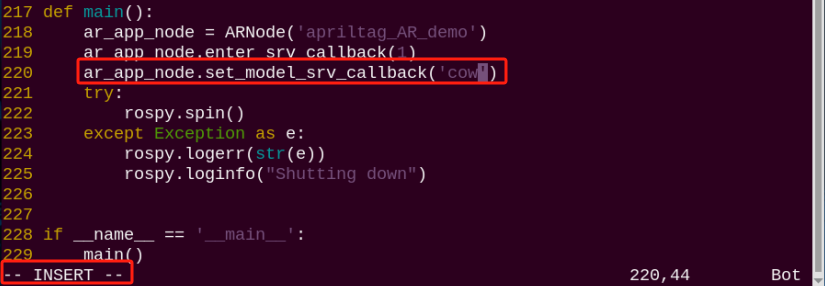 217 def main():
218     ar_app_node = ARNode('apriltag_AR_demo')
219     ar_app_node.enter_srv_callback(1)
220     ar_app_node.set_model_srv_callback('cow')
221     try:
222         rospy.spin()
223     except Exception as e:
224         rospy.logerr(str(e))
225         rospy.loginfo("Shutting down")
226
227
228 if __name__ == '__main__':
229     main()
-- INSERT -- 220,44 Bot